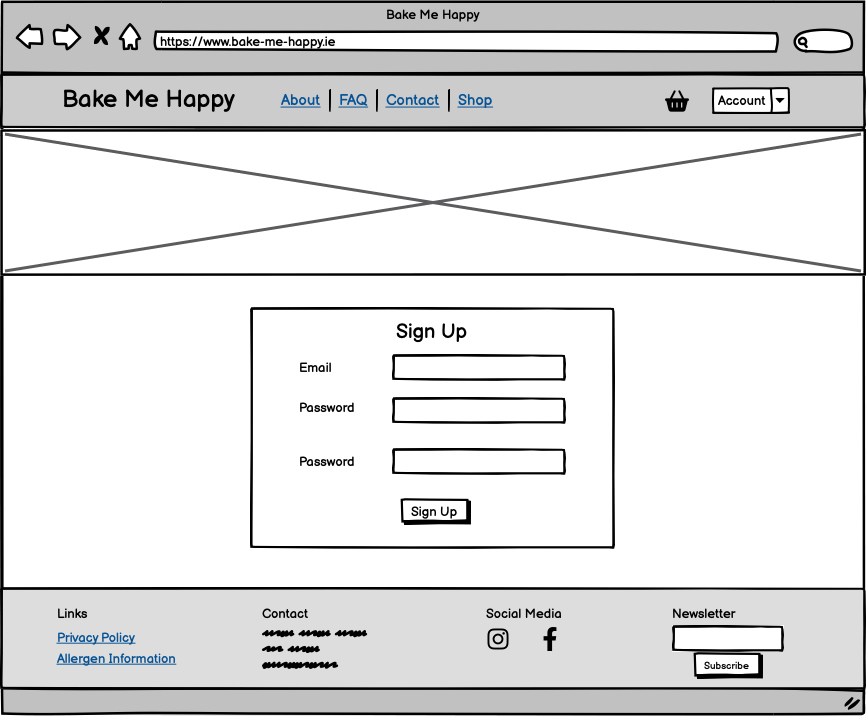 Bake Me Happy
https://www.bake-me-happy.ie
Bake Me Happy
About
FAQ
Contact
Shop
Account
Sign Up
Email
Password
Password
Sign Up
Links
Privacy Policy
Allergen Information
Contact
Social Media
Newsletter
Subscribe